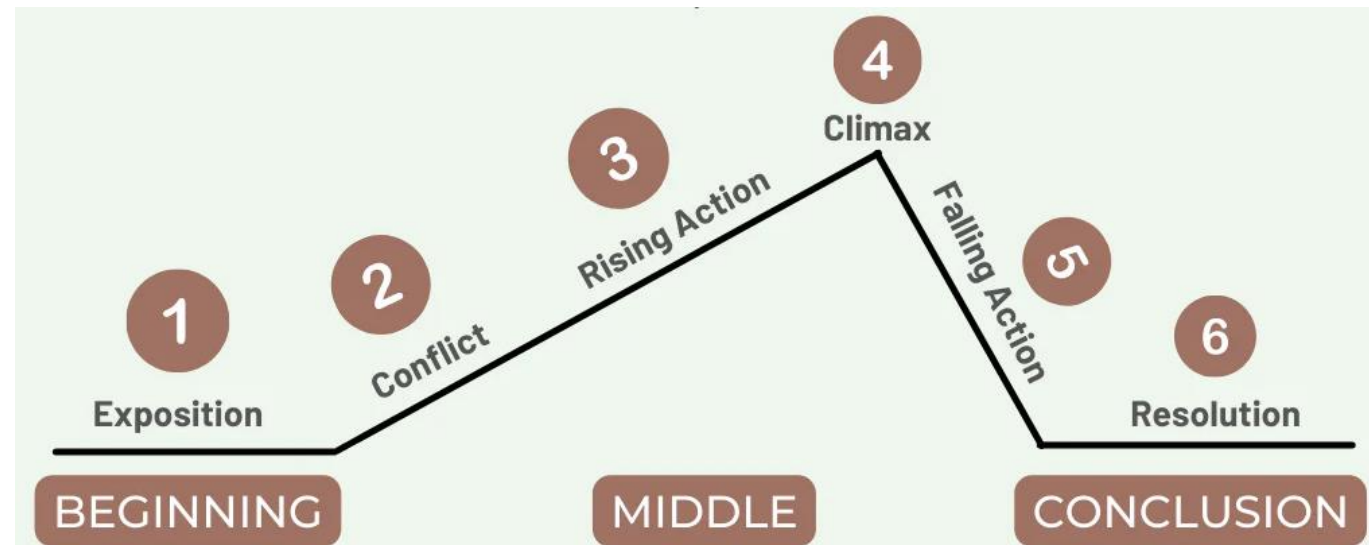 1
Exposition
2
Conflict
3
Rising Action
4
Climax
Falling Action
5
6
Resolution
BEGINNING
MIDDLE
CONCLUSION